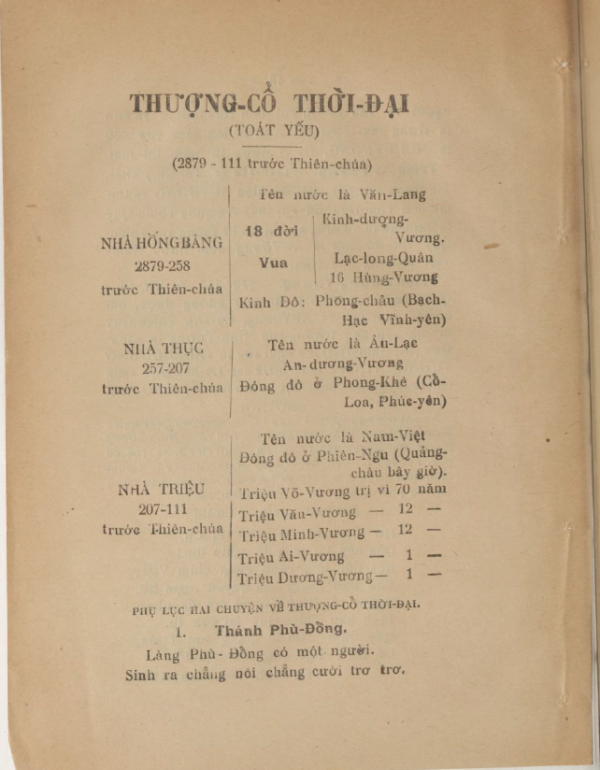 THƯỢNG-CỔ THỜI-ĐẠI
(TOÁT YẾU)
(2879 - 111 trước Thiên-chúa)
NHÀ HỒNG BÀNG
2879-258
trước Thiên-chúa
Tên nước là Văn-Lang
18 đời
Vua
Kinh-dượng-
Vương.
Lạc-long-Quân
16 Hùng-Vương
Kinh Đô: Phong-châu (Bạch-
Hạc Vĩnh-yên)
NHÀ THỤC
257-207
trước Thiên-chúa
Tên nước là Âu-Lạc
An-dương-Vương
Đóng đô ở Phong-Khê (Cổ-
Loa, Phúc-yên)
NHÀ TRIỆU
207-111
trước Thiên-chúa
Tên nước là Nam-Việt
Đóng đô ở Phiên-Ngu (Quảng-
châu bây giờ).
Triệu Võ-Vương trị vì 70 năm
Triệu Văn-Vương — 12 —
Triệu Minh-Vương — 12 —
Triệu Ai-Vương — 1 —
Triệu Dương-Vương — 1 —
PHỤ LỤC HAI CHUYỆN VỀ THƯỢNG-CỔ THỜI-ĐẠI.
1. Thánh Phù-Đồng.
Làng Phù-Đồng có một người.
Sinh ra chẳng nói chẳng cười trơ trơ.